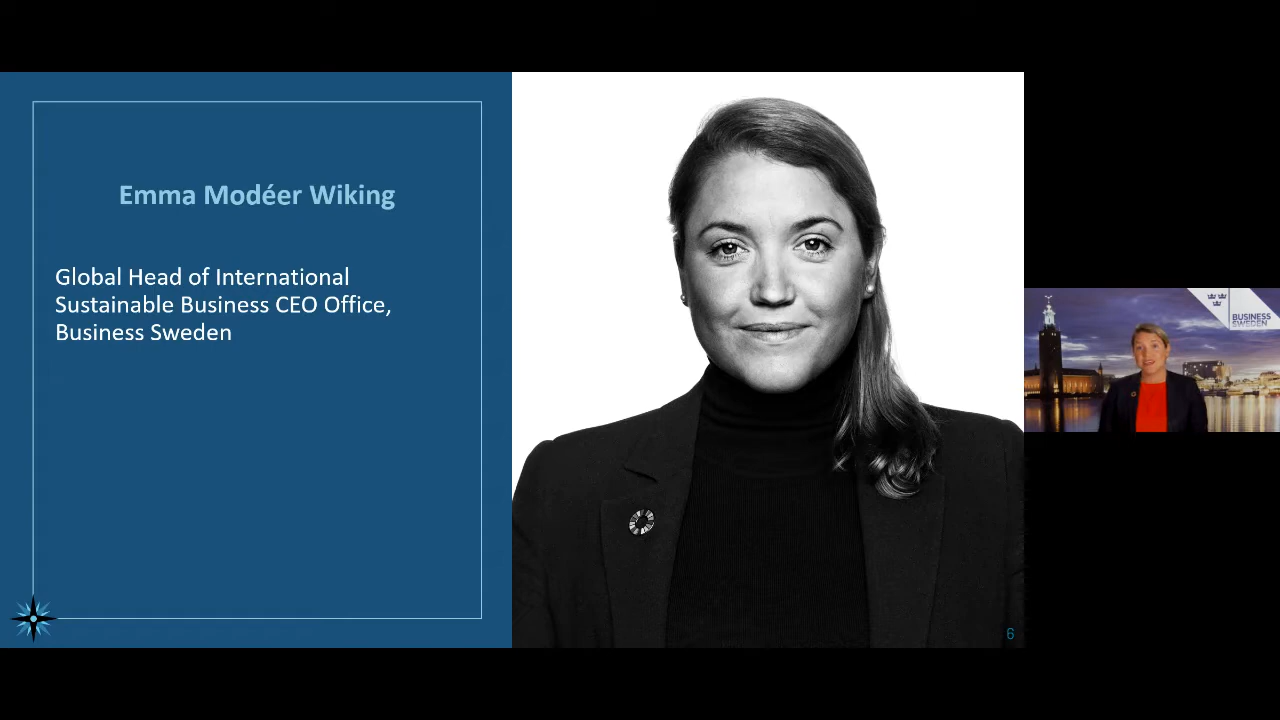 Emma Modéer Wiking
Global Head of International
Sustainable Business CEO Office,
Business Sweden
6
BUSINESS
SWEDEN